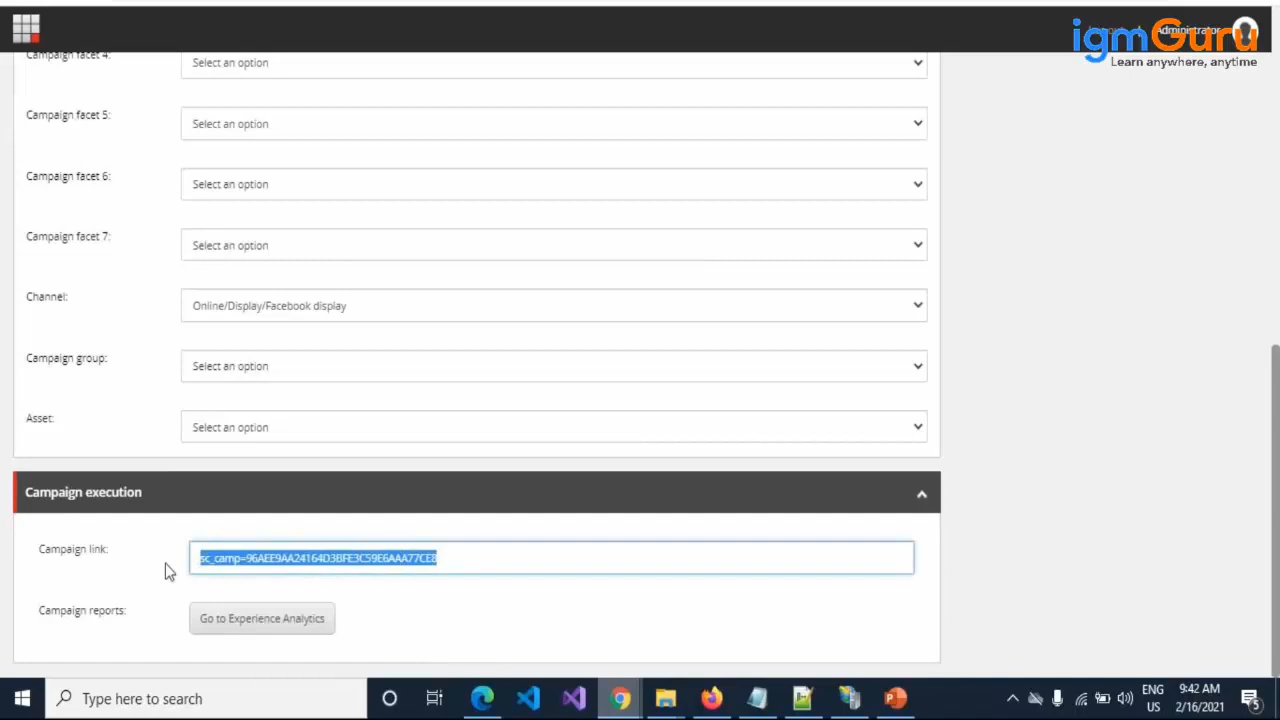 Administrator
igmGuru
Learn anywhere, anytime
Campaign facet 4:
Select an option
Campaign facet 5:
Select an option
Campaign facet 6:
Select an option
Campaign facet 7:
Select an option
Channel:
Online/Display/Facebook display
Campaign group:
Select an option
Asset:
Select an option
Campaign execution
Campaign link:
sc_camp=96AEE9AA24164D3BFE3C59E6AAA77CE8
Campaign reports:
Go to Experience Analytics
Type here to search
ENG
US
9:42 AM
2/16/2021
5